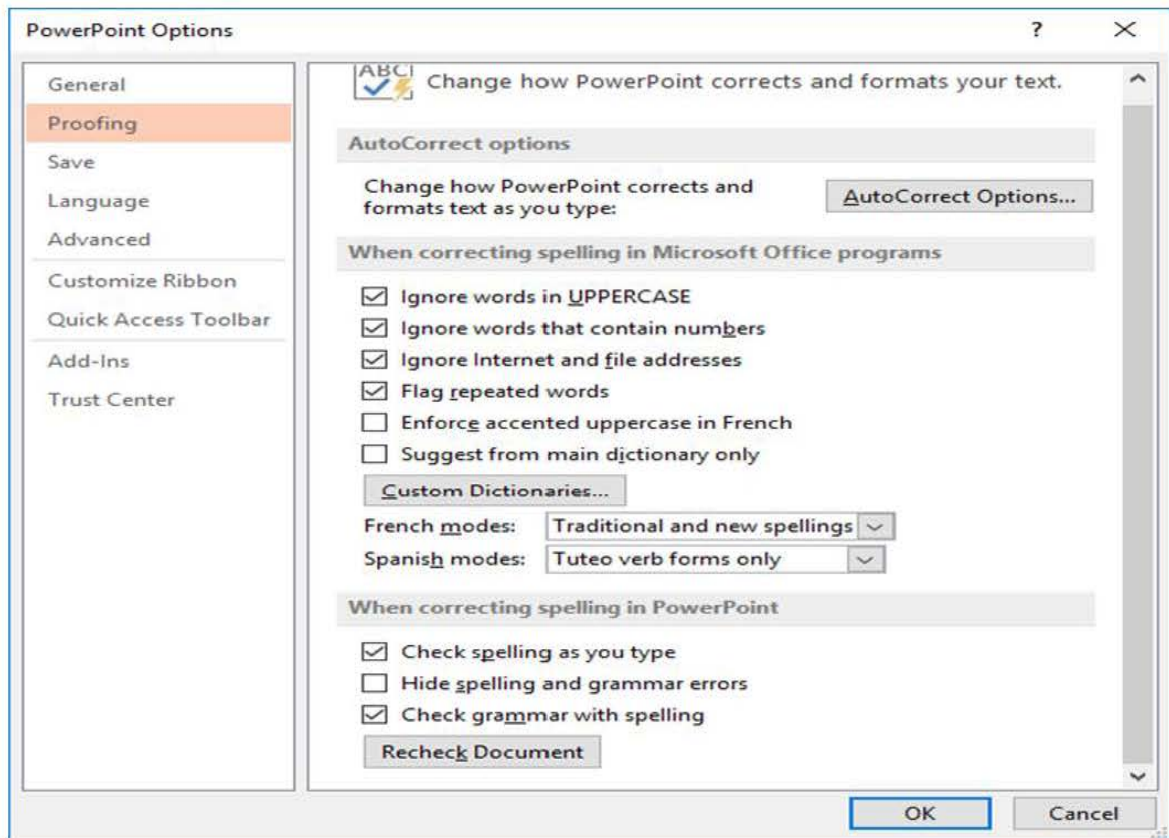 PowerPoint Options
?
General
Proofing
Save
Language
Advanced
Customize Ribbon
Quick Access Toolbar
Add-Ins
Trust Center
ABC
Change how PowerPoint corrects and formats your text.
AutoCorrect options
Change how PowerPoint corrects and
formats text as you type:
AutoCorrect Options...
When correcting spelling in Microsoft Office programs
Ignore words in UPPERCASE
Ignore words that contain numbers
Ignore Internet and file addresses
Flag repeated words
Enforce accented uppercase in French
Suggest from main dictionary only
Custom Dictionaries...
French modes: Traditional and new spellings
Spanish modes: Tuteo verb forms only
When correcting spelling in PowerPoint
Check spelling as you type
Hide spelling and grammar errors
Check grammar with spelling
Recheck Document
OK Cancel